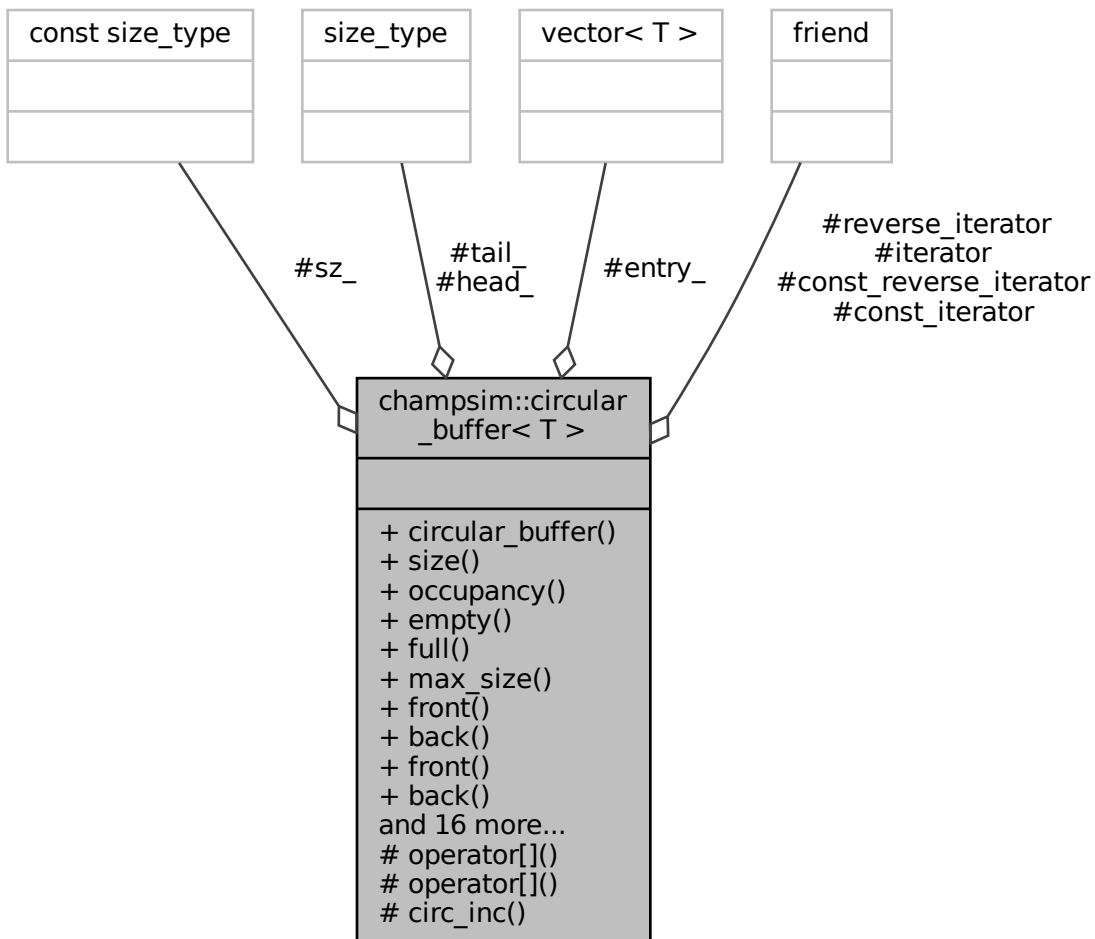 const size_type
size_type
vector< T >
friend
#sz_
#tail_
#head_
#entry_
#reverse_iterator
#iterator
#const_reverse_iterator
#const_iterator
champsim::circular
_buffer< T >
+ circular_buffer()
+ size()
+ occupancy()
+ empty()
+ full()
+ max_size()
+ front()
+ back()
+ front()
+ back()
and 16 more...
# operator[]()
# operator[]()
# circ_inc()